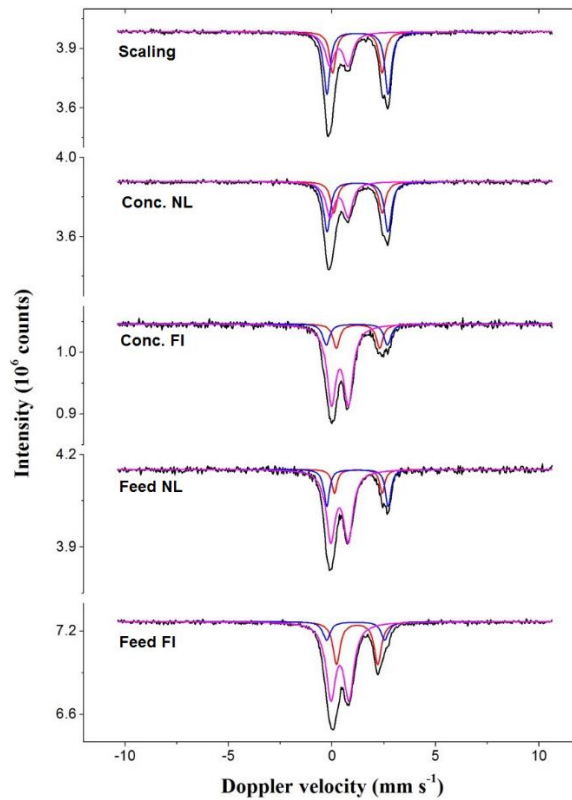 3.9
Scaling
3.6
4.0
Conc. NL
3.6
Conc. FI
1.0
0.9
4.2
Feed NL
3.9
7.2
Feed FI
6.6
Intensity (10⁶ counts)
-10 -5 0 5 10
Doppler velocity (mm s⁻¹)